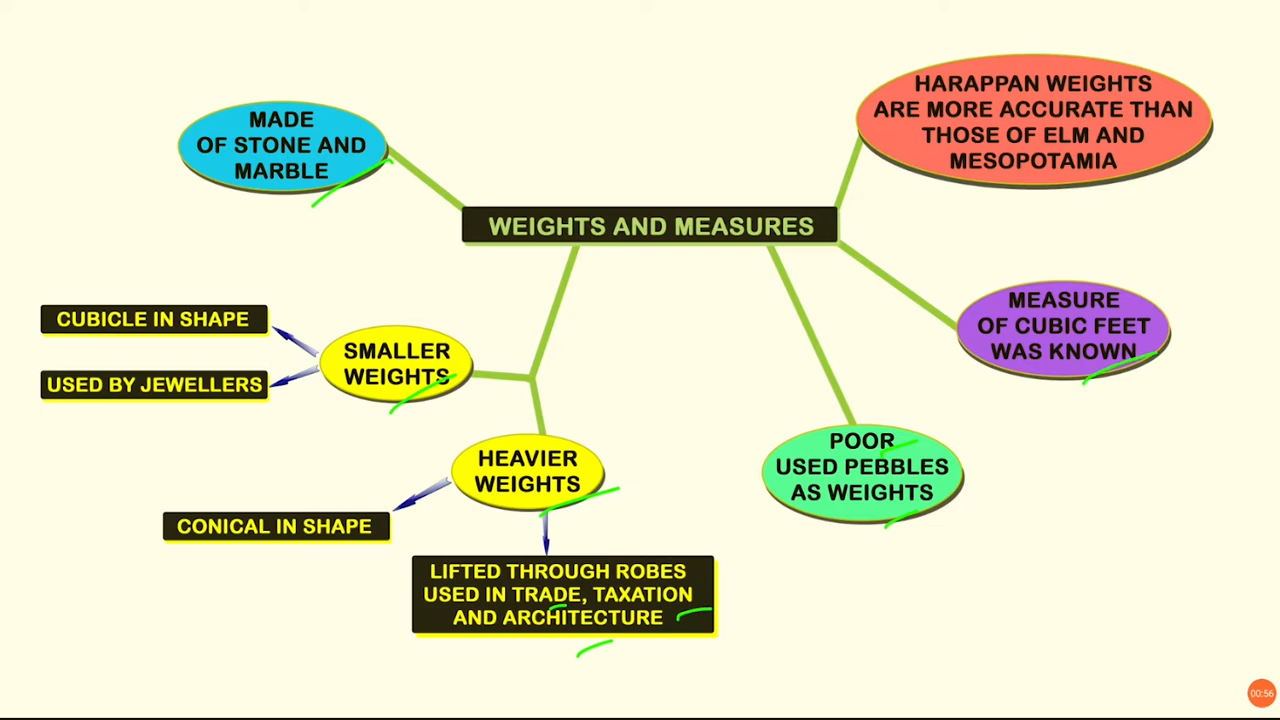 WEIGHTS AND MEASURES
MADE
OF STONE AND
MARBLE
SMALLER
WEIGHTS
CUBICLE IN SHAPE
USED BY JEWELLERS
HEAVIER
WEIGHTS
CONICAL IN SHAPE
LIFTED THROUGH ROBES
USED IN TRADE, TAXATION
AND ARCHITECTURE
POOR
USED PEBBLES
AS WEIGHTS
MEASURE
OF CUBIC FEET
WAS KNOWN
HARAPPAN WEIGHTS
ARE MORE ACCURATE THAN
THOSE OF ELM AND
MESOPOTAMIA
00:56